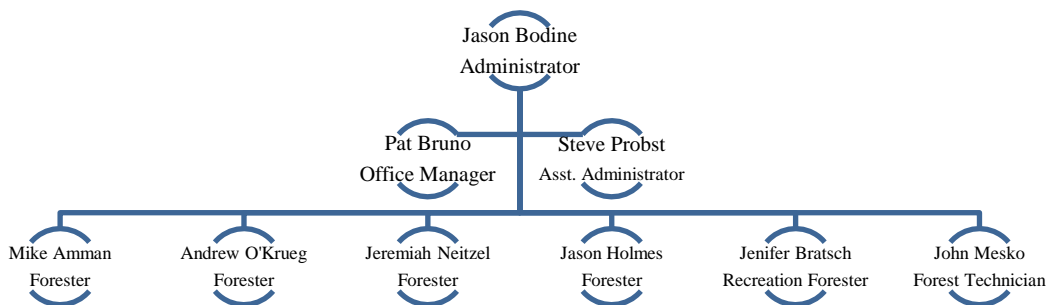 Jason Bodine
Administrator
Pat Bruno
Office Manager
Steve Probst
Asst. Administrator
Mike Amman
Forester
Andrew O'Krueg
Forester
Jeremiah Neitzel
Forester
Jason Holmes
Forester
Jenifer Bratsch
Recreation Forester
John Mesko
Forest Technician